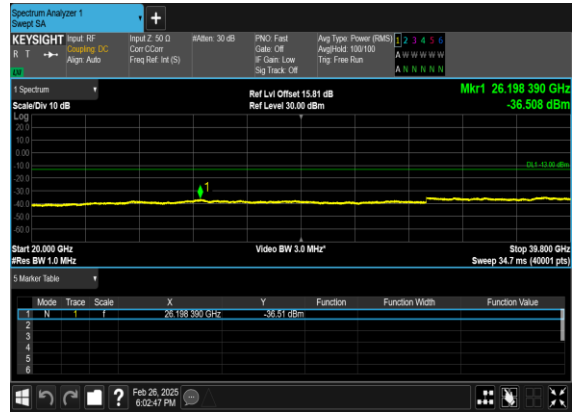 Spectrum Analyzer 1
Swept SA
+
KEYSIGHT
R T
Input: RF
Coupling: DC
Align: Auto
Input Z: 50 Ω
Corr CCorr
Freq Ref: Int (S)
#Atten: 30 dB
PNO: Fast
Gate: Off
IF Gain: Low
Sig Track: Off
Avg Type: Power (RMS)
Avg|Hold: 100/100
Trig: Free Run
1 2 3 4 5 6
A W W W W W
A N N N N N
1 Spectrum
Scale/Div 10 dB
Ref Lvl Offset 15.81 dB
Ref Level 30.00 dBm
Mkr1 26.198 390 GHz
-36.508 dBm
Log
20.0
10.0
0.00
-10.0
-20.0
-30.0
-40.0
-50.0
-60.0
1
DL1 -13.00 dBm
Start 20.000 GHz
#Res BW 1.0 MHz
Video BW 3.0 MHz*
Stop 39.800 GHz
Sweep 34.7 ms (40001 pts)
5 Marker Table
Mode Trace Scale X Y Function Function Width Function Value
1 N 1 f 26.198 390 GHz -36.51 dBm
2
3
4
5
6
?
Feb 26, 2025
6:02:47 PM